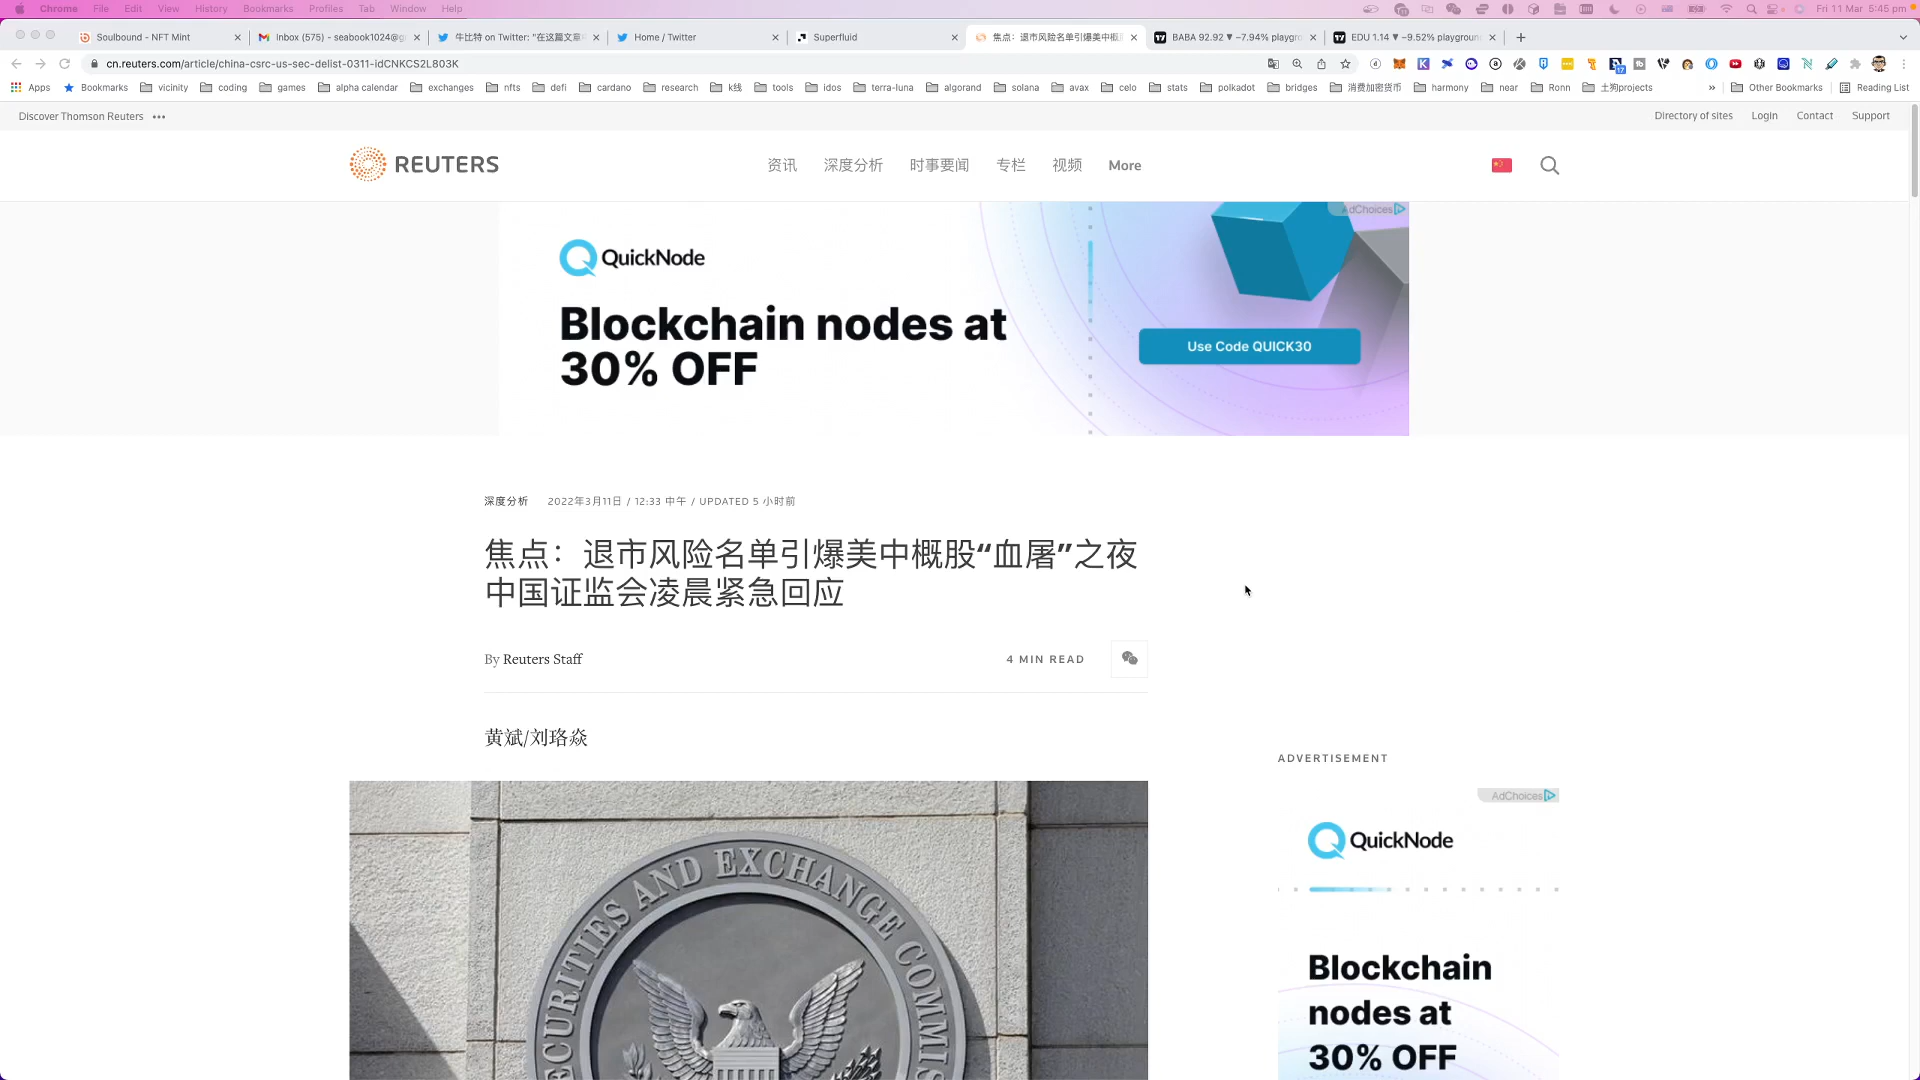 Chrome File Edit View History Bookmarks Profiles Tab Window Help Fri 11 Mar 5:45 pm
Soulbound - NFT Mint Inbox (575) - seabook1024@g 牛比特 on Twitter: "在这篇文章 Home / Twitter Superfluid 焦点：退市风险名单引爆美中概 BABA 92.92 ▼ −7.94% playgro EDU 1.14 ▼ −9.52% playgroun
cn.reuters.com/article/china-csrc-us-sec-delist-0311-idCNKCS2L803K
Apps Bookmarks vicinity coding games alpha calendar exchanges nfts defi cardano research k线 tools idos terra-luna algorand solana avax celo stats polkadot bridges 消费加密货币 harmony near Ronn 土狗projects » Other Bookmarks Reading List
Discover Thomson Reuters ••• Directory of sites Login Contact Support
REUTERS 资讯 深度分析 时事要闻 专栏 视频 More
AdChoices
QuickNode
Blockchain nodes at
30% OFF
Use Code QUICK30
深度分析 2022年3月11日 / 12:33 中午 / UPDATED 5 小时前
焦点：退市风险名单引爆美中概股“血屠”之夜
中国证监会凌晨紧急回应
By Reuters Staff 4 MIN READ
黄斌/刘珞焱
ADVERTISEMENT
AdChoices
QuickNode
Blockchain
nodes at
30% OFF
ECURITIES AND EXCHANGE COMMIS